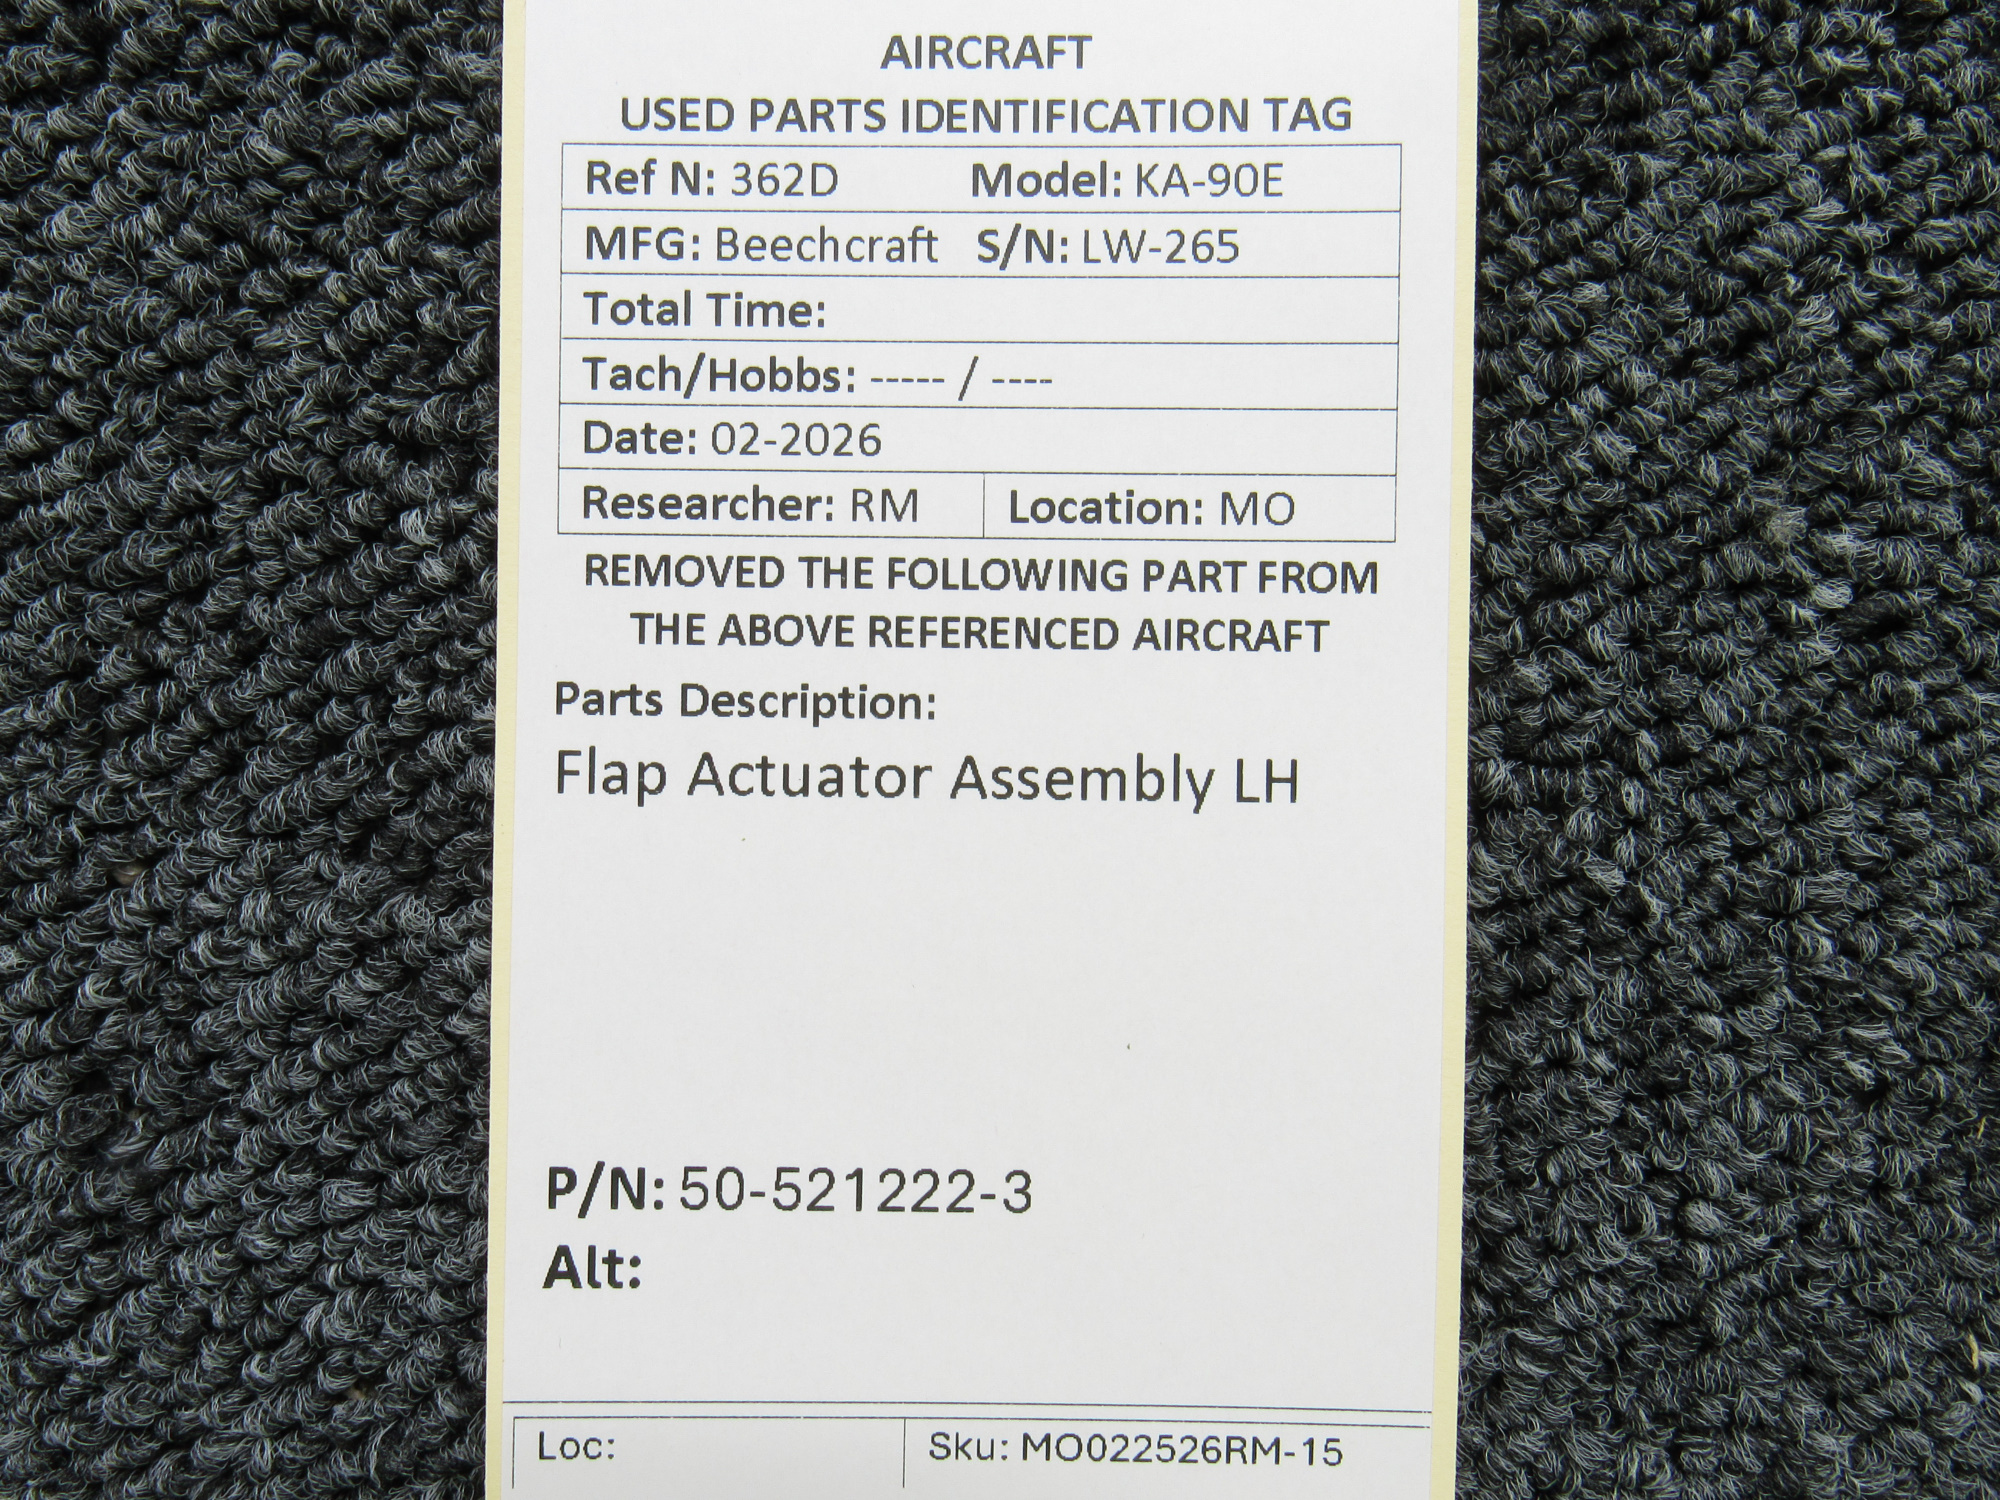 AIRCRAFT
USED PARTS IDENTIFICATION TAG
Ref N: 362D Model: KA-90E
MFG: Beechcraft S/N: LW-265
Total Time:
Tach/Hobbs: ----- / ----
Date: 02-2026
Researcher: RM Location: MO
REMOVED THE FOLLOWING PART FROM
THE ABOVE REFERENCED AIRCRAFT
Parts Description:
Flap Actuator Assembly LH
P/N: 50-521222-3
Alt:
Loc: Sku: MO022526RM-15